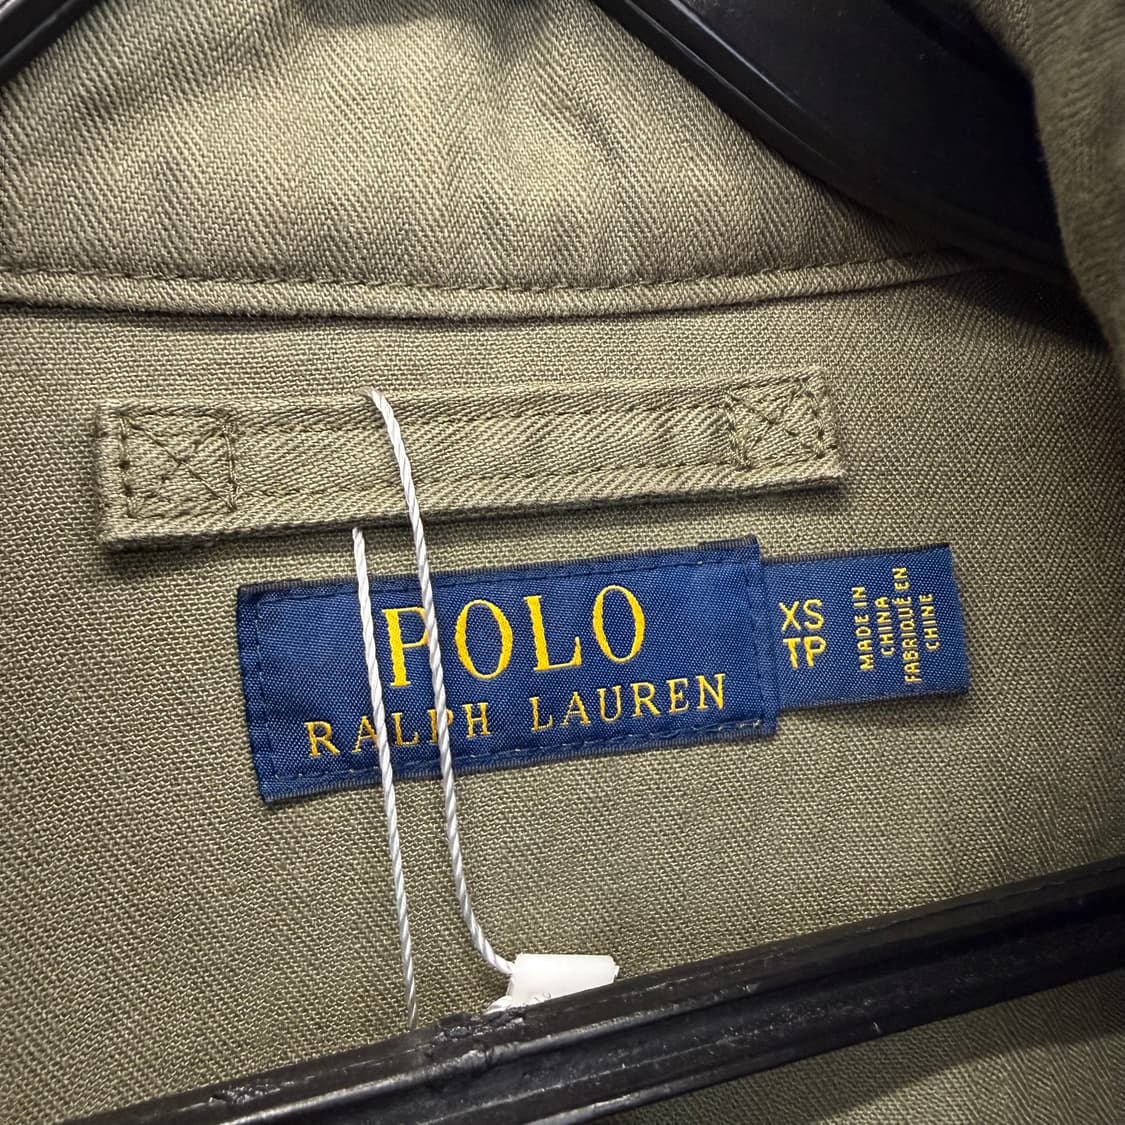 POLO
RALPH LAUREN
XS
TP
MADE IN
CHINA
FABRIQUÉ EN
CHINE